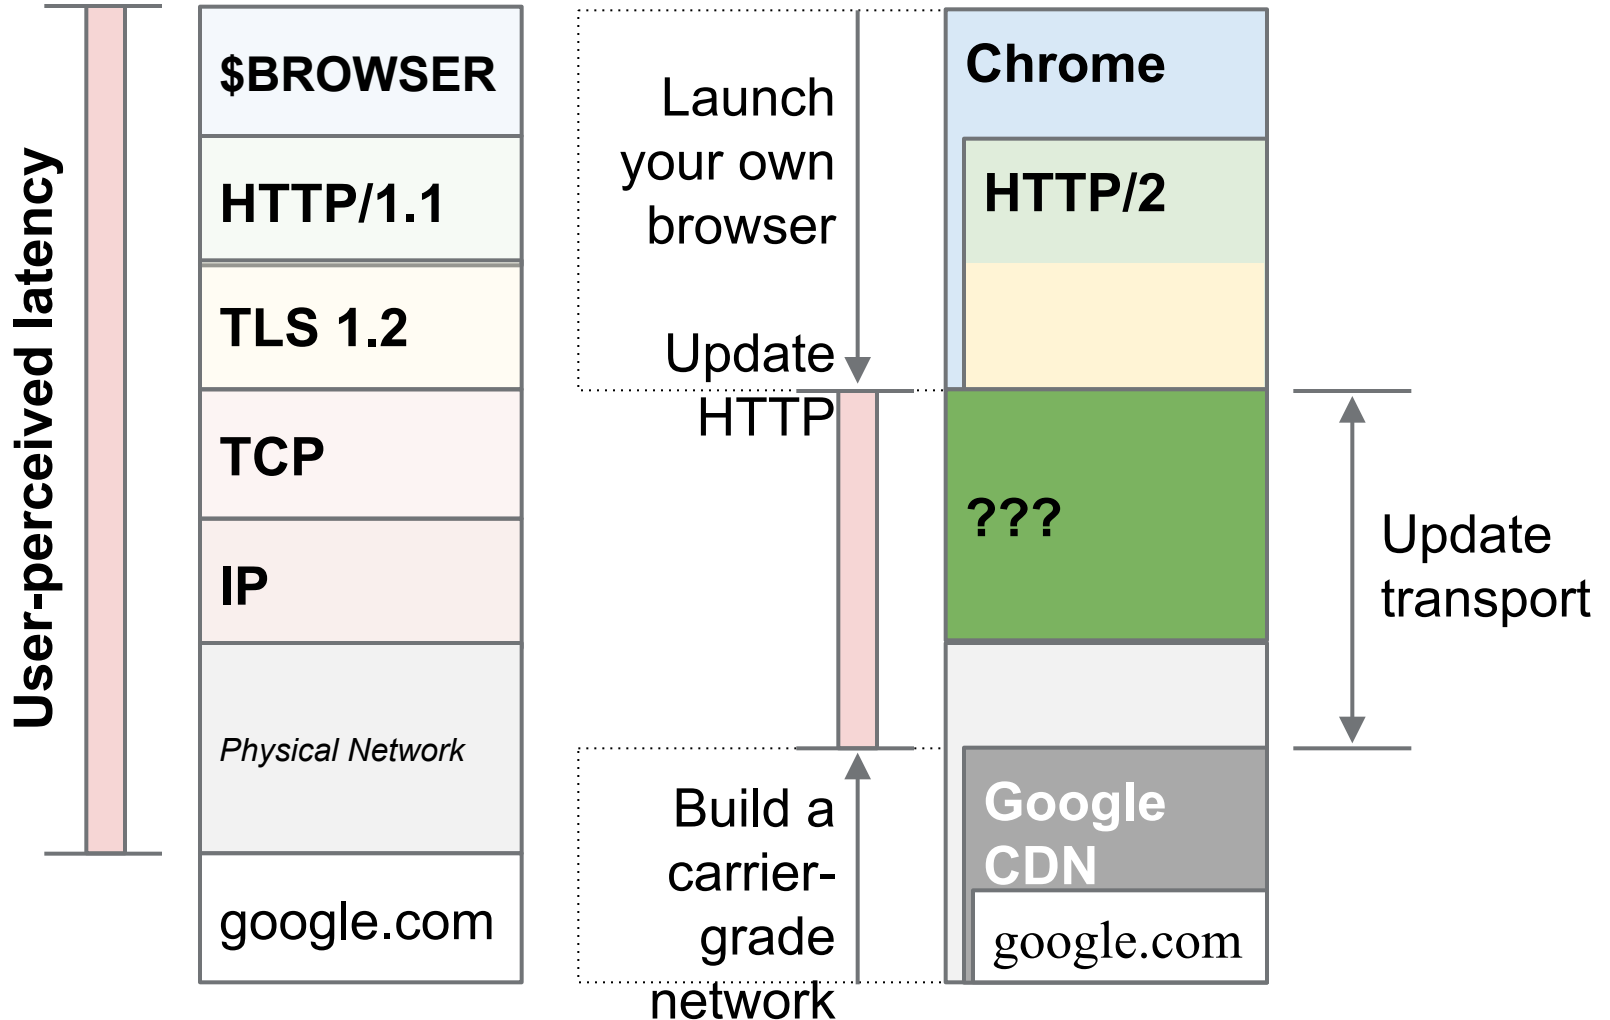 User-perceived latency
$BROWSER
HTTP/1.1
TLS 1.2
TCP
IP
Physical Network
google.com
Launch
your own
browser
Update
HTTP
Build a
carrier-
grade
network
Chrome
HTTP/2
???
Google
CDN
google.com
Update
transport